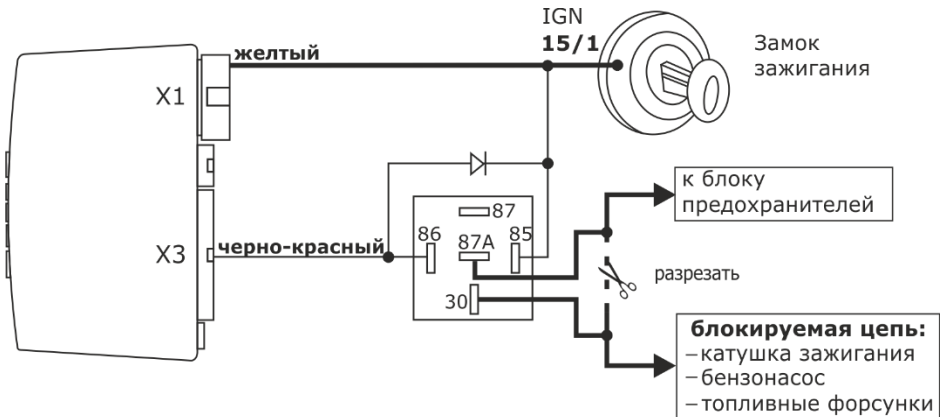 IGN
15/1
желтый
Замок
зажигания
X1
к блоку
предохранителей
87
86
87A
85
X3
черно-красный
разрезать
30
блокируемая цепь:
–катушка зажигания
–бензонасос
–топливные форсунки